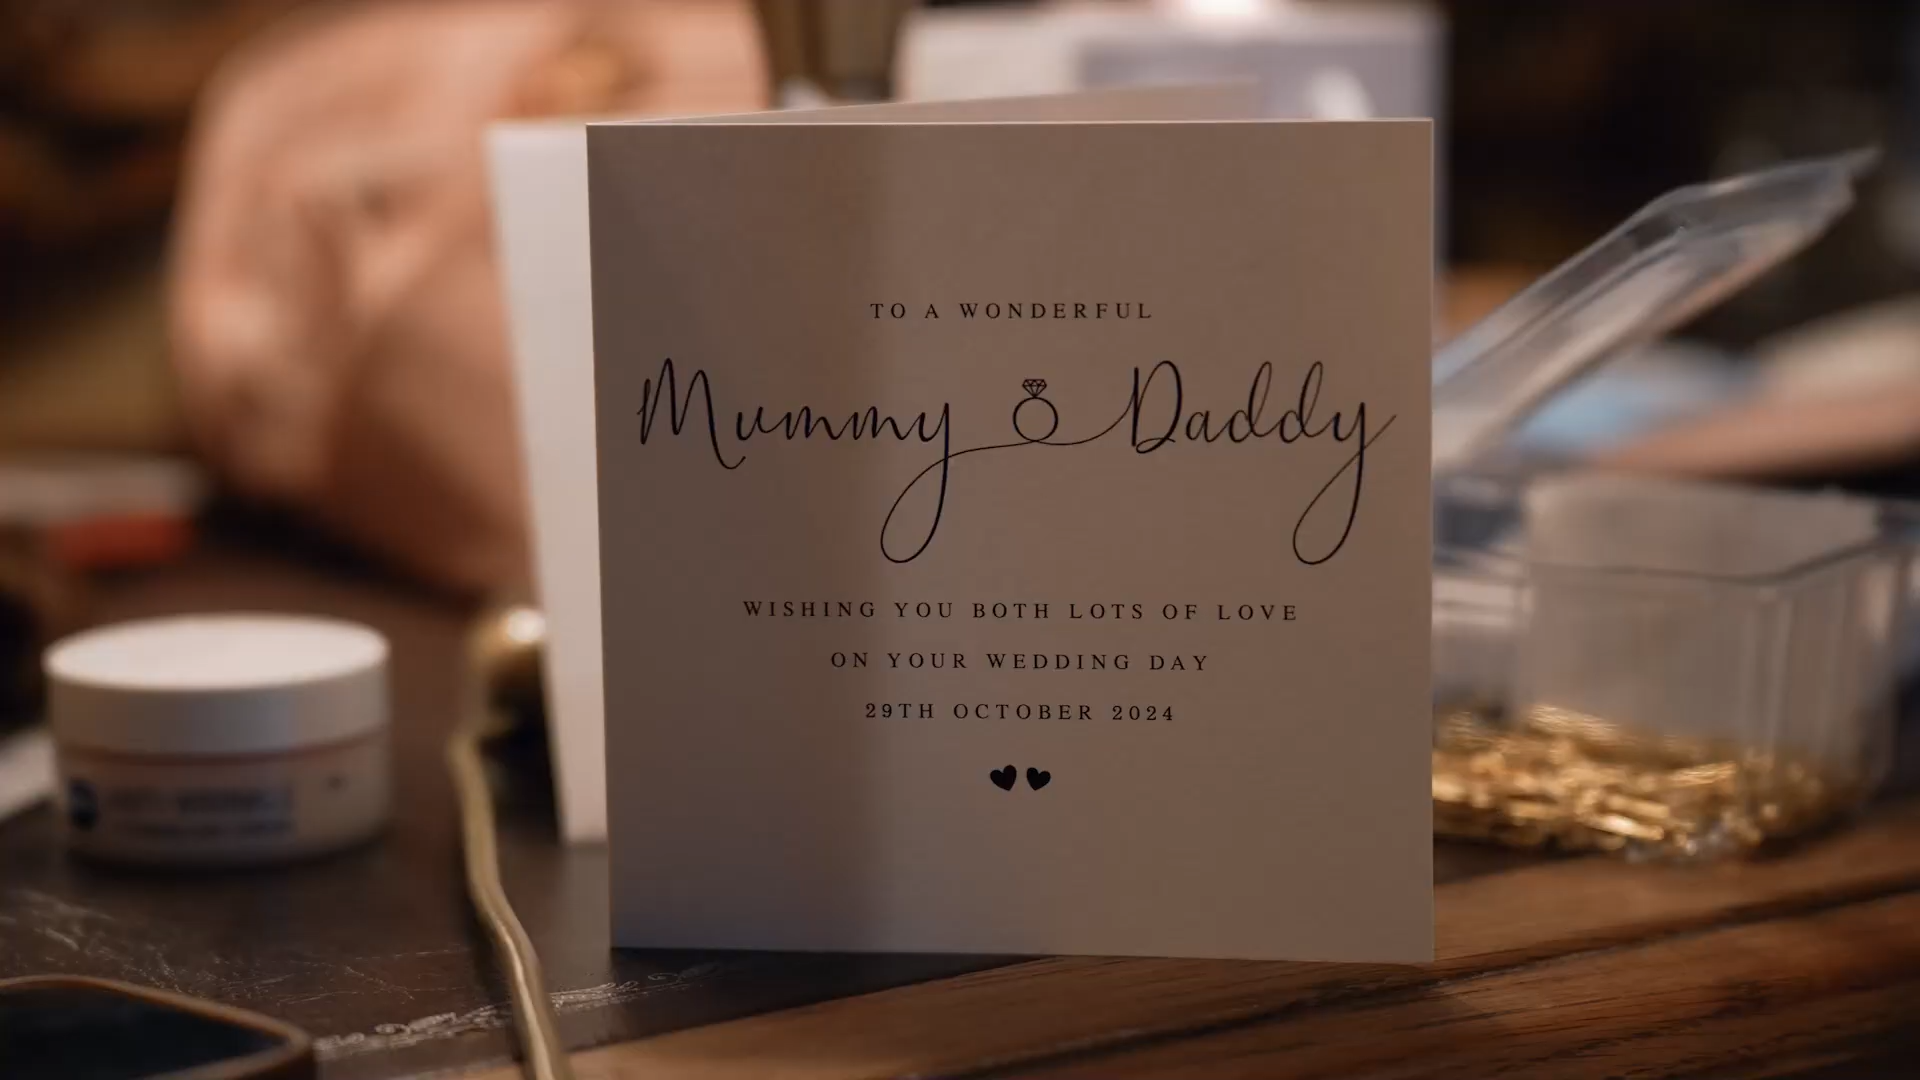 TO A WONDERFUL
Mummy Daddy
WISHING YOU BOTH LOTS OF LOVE
ON YOUR WEDDING DAY
29TH OCTOBER 2024